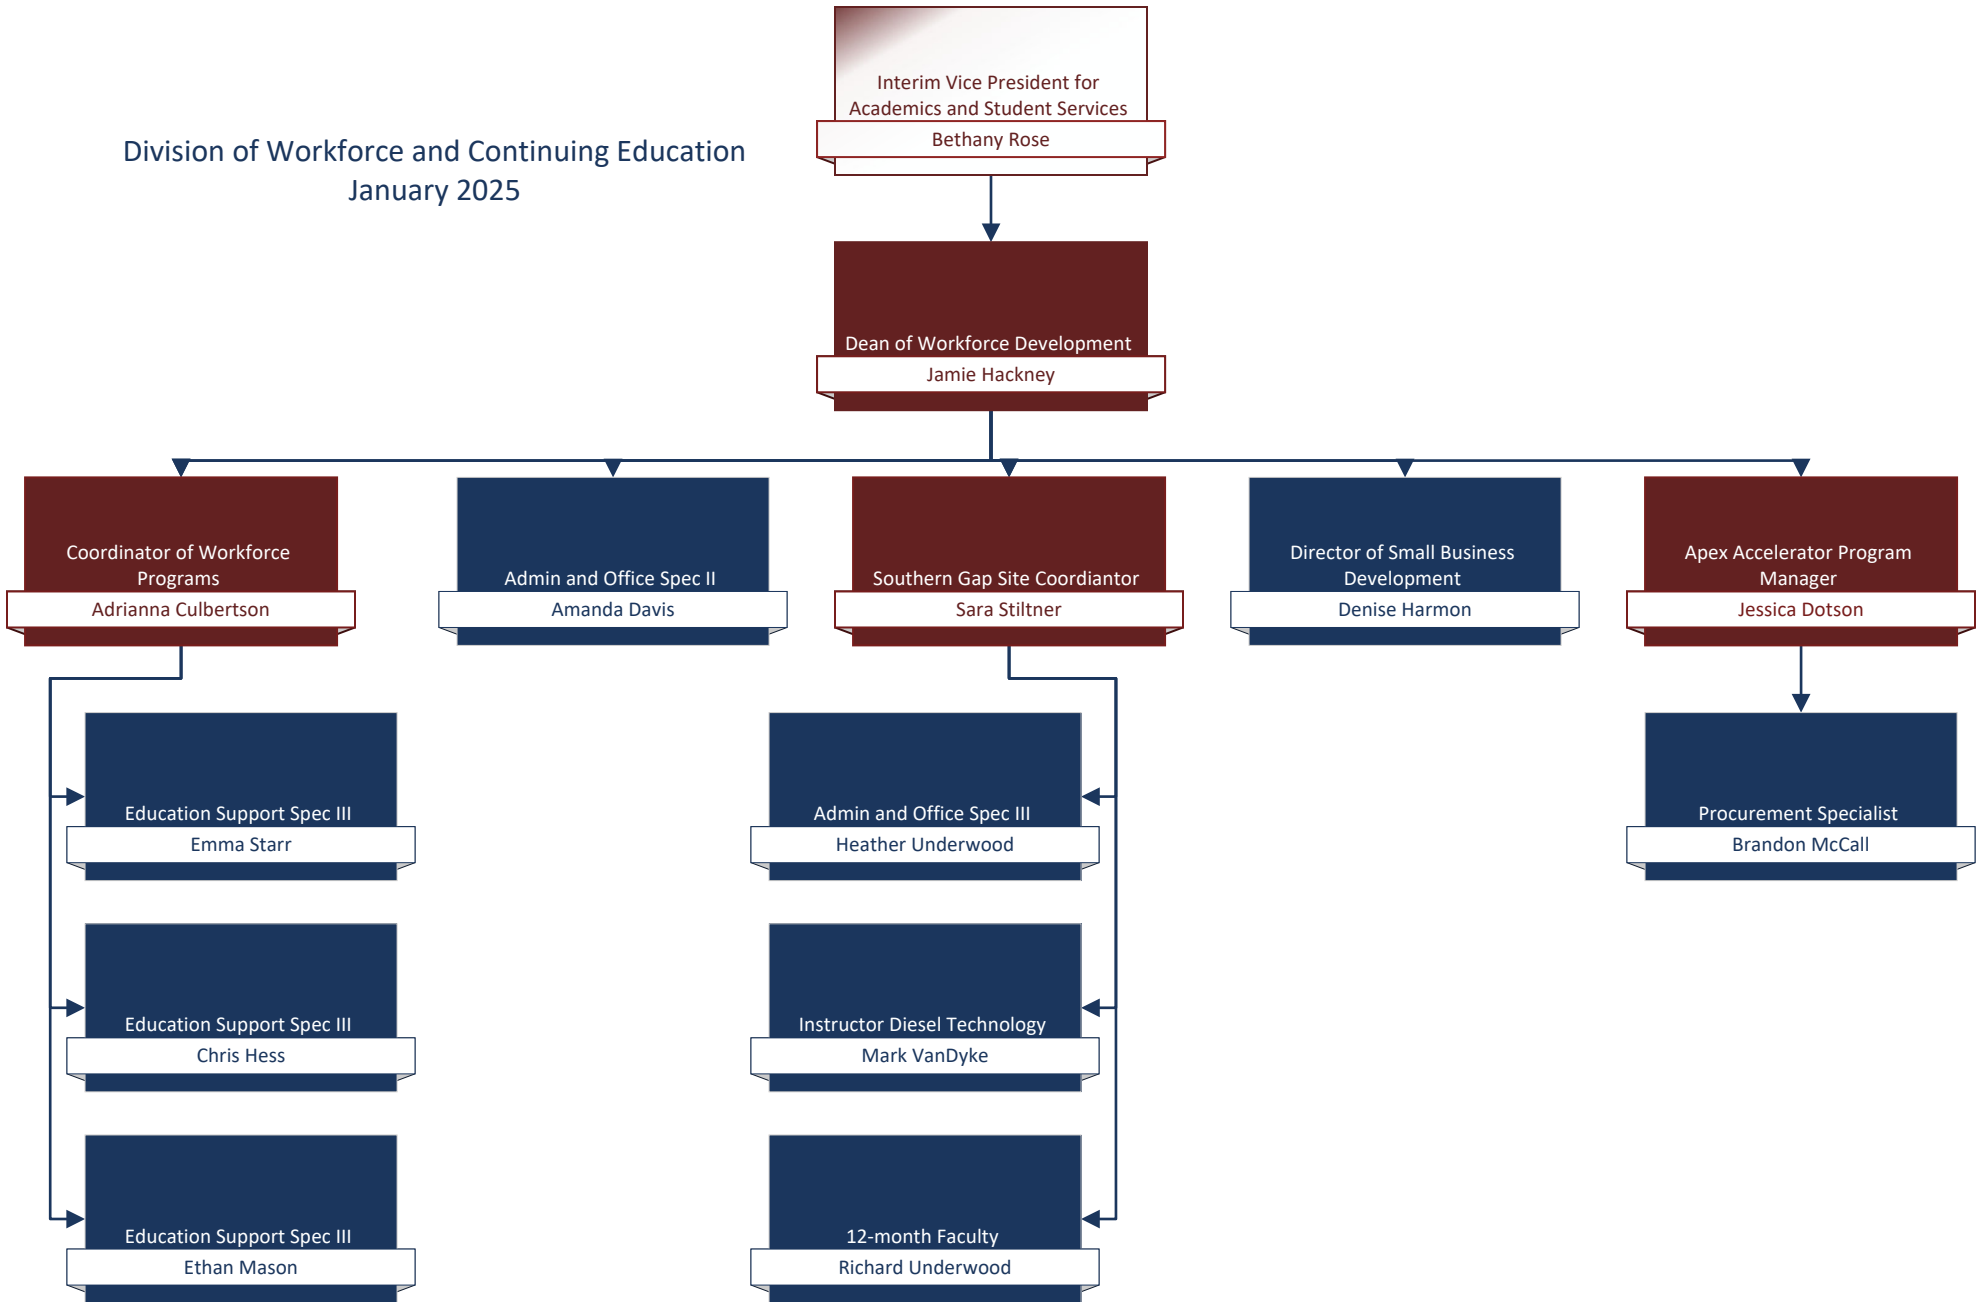 Interim Vice President for
Academics and Student Services
Bethany Rose
Division of Workforce and Continuing Education
January 2025
Dean of Workforce Development
Jamie Hackney
Coordinator of Workforce
Programs
Adrianna Culbertson
Admin and Office Spec II
Amanda Davis
Southern Gap Site Coordiantor
Sara Stiltner
Director of Small Business
Development
Denise Harmon
Apex Accelerator Program
Manager
Jessica Dotson
Education Support Spec III
Emma Starr
Admin and Office Spec III
Heather Underwood
Procurement Specialist
Brandon McCall
Education Support Spec III
Chris Hess
Instructor Diesel Technology
Mark VanDyke
Education Support Spec III
Ethan Mason
12-month Faculty
Richard Underwood